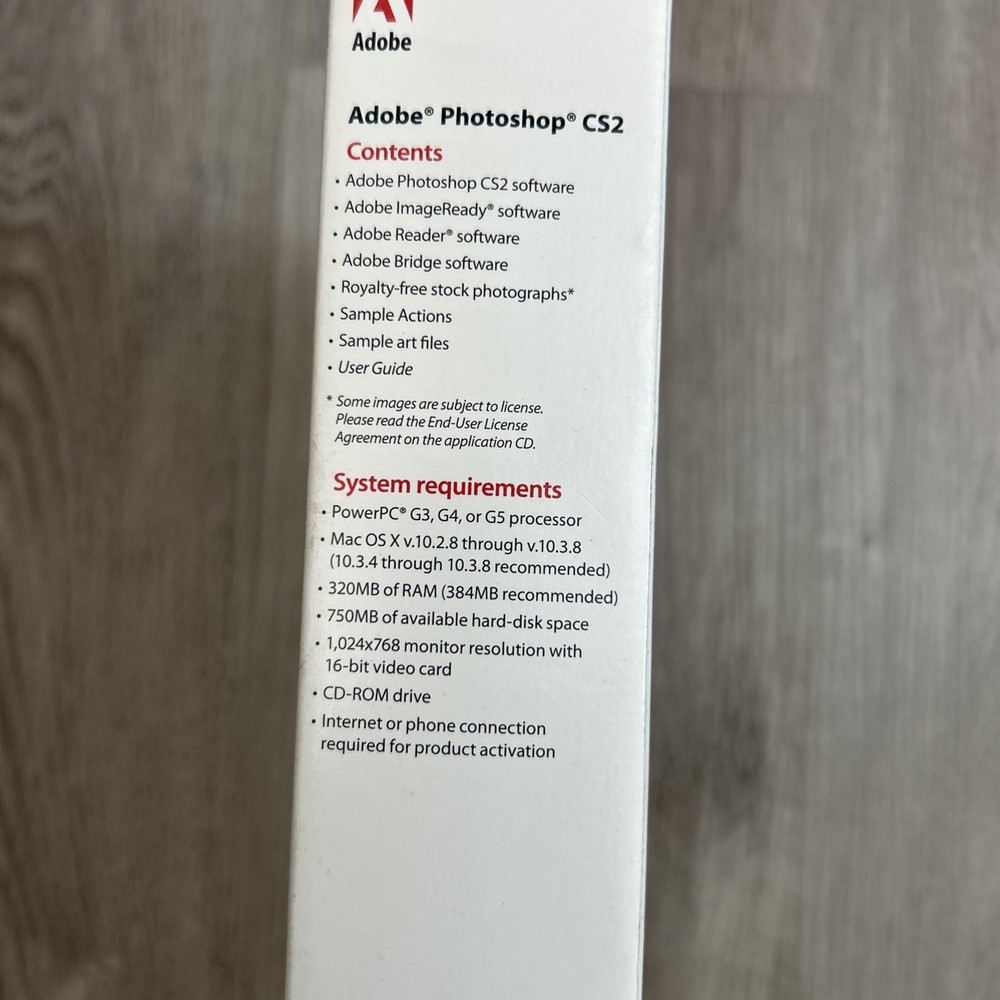 Adobe
Adobe® Photoshop® CS2
Contents
• Adobe Photoshop CS2 software
• Adobe ImageReady® software
• Adobe Reader® software
• Adobe Bridge software
• Royalty-free stock photographs*
• Sample Actions
• Sample art files
• User Guide
* Some images are subject to license.
Please read the End-User License
Agreement on the application CD.
System requirements
• PowerPC® G3, G4, or G5 processor
• Mac OS X v.10.2.8 through v.10.3.8
(10.3.4 through 10.3.8 recommended)
• 320MB of RAM (384MB recommended)
• 750MB of available hard-disk space
• 1,024x768 monitor resolution with
16-bit video card
• CD-ROM drive
• Internet or phone connection
required for product activation